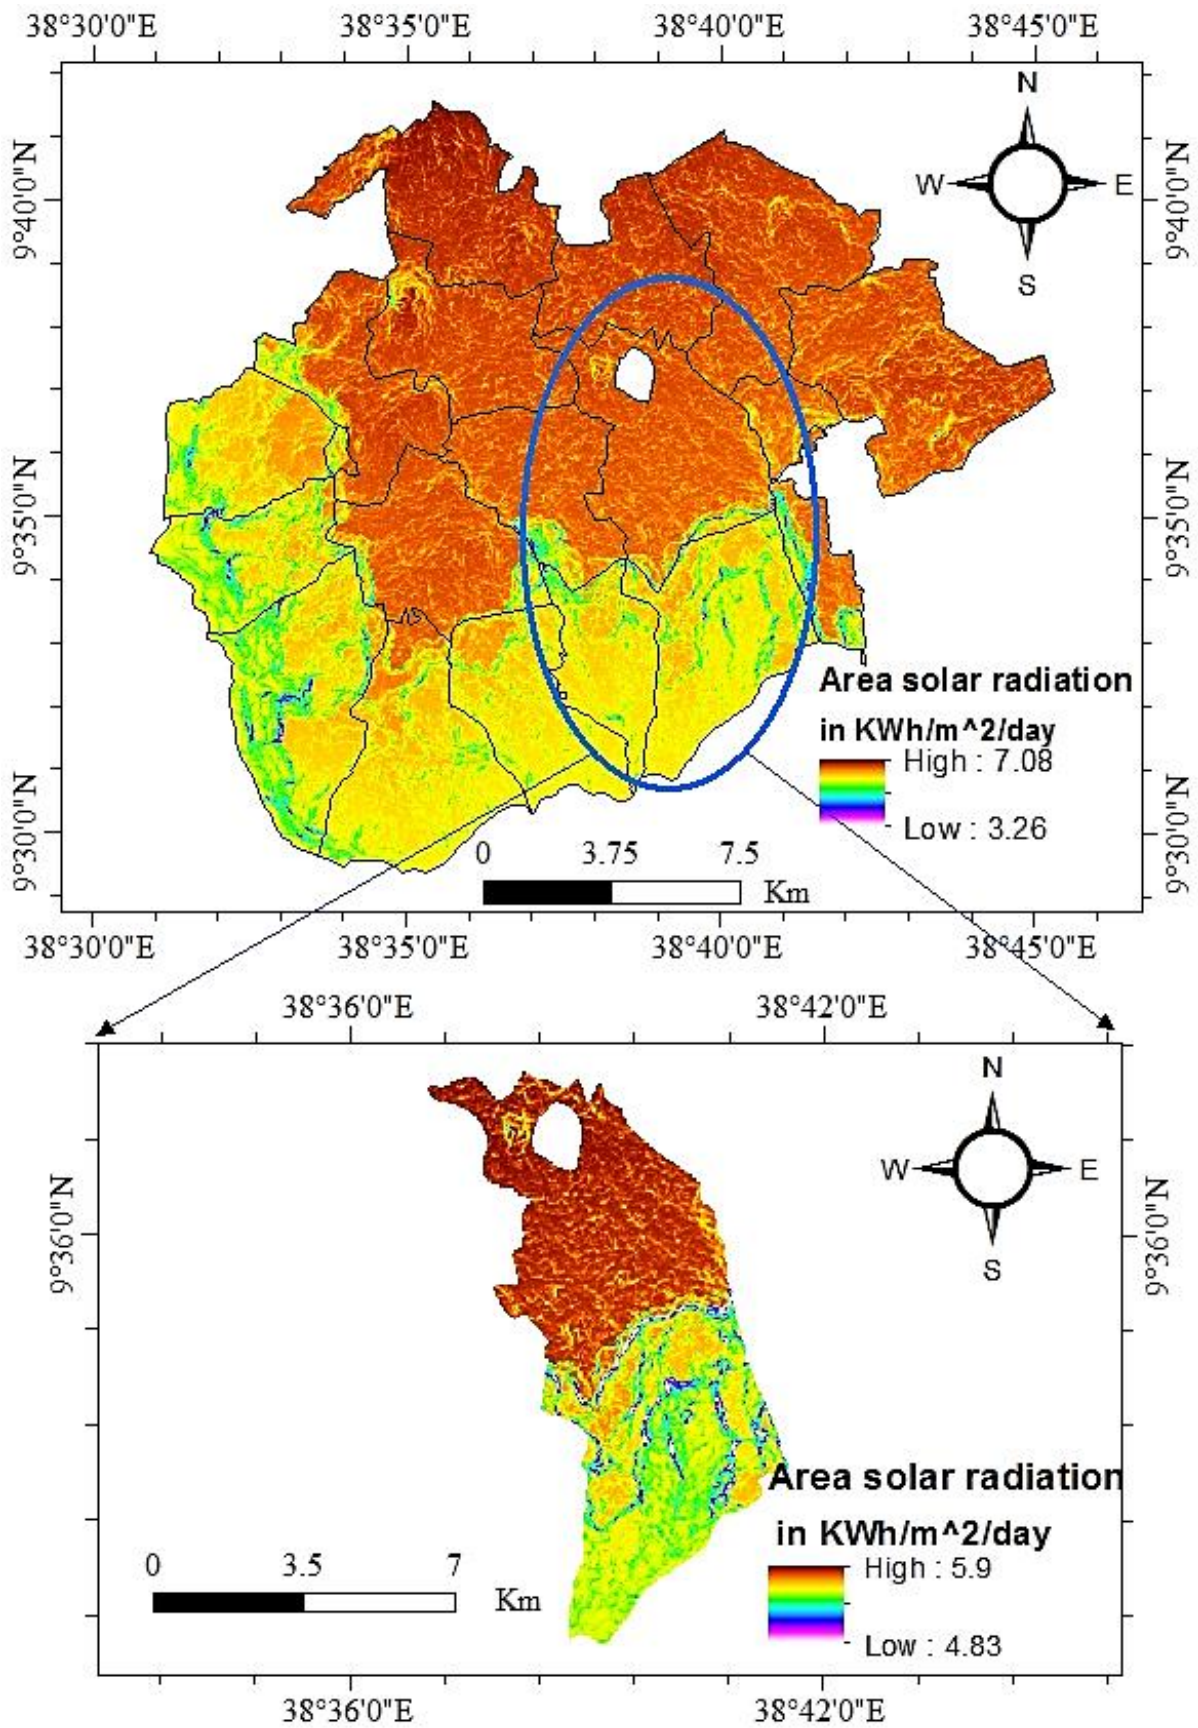 38°30'0"E 38°35'0"E 38°40'0"E 38°45'0"E
N
W E
S
9°40'0"N 9°40'0"N
9°35'0"N 9°35'0"N
9°30'0"N 9°30'0"N
Area solar radiation
in KWh/m^2/day
High : 7.08
Low : 3.26
0 3.75 7.5
Km
38°30'0"E 38°35'0"E 38°40'0"E 38°45'0"E
38°36'0"E 38°42'0"E
N
W E
S
9°36'0"N 9°36'0"N
Area solar radiation
in KWh/m^2/day
High : 5.9
Low : 4.83
0 3.5 7
Km
38°36'0"E 38°42'0"E